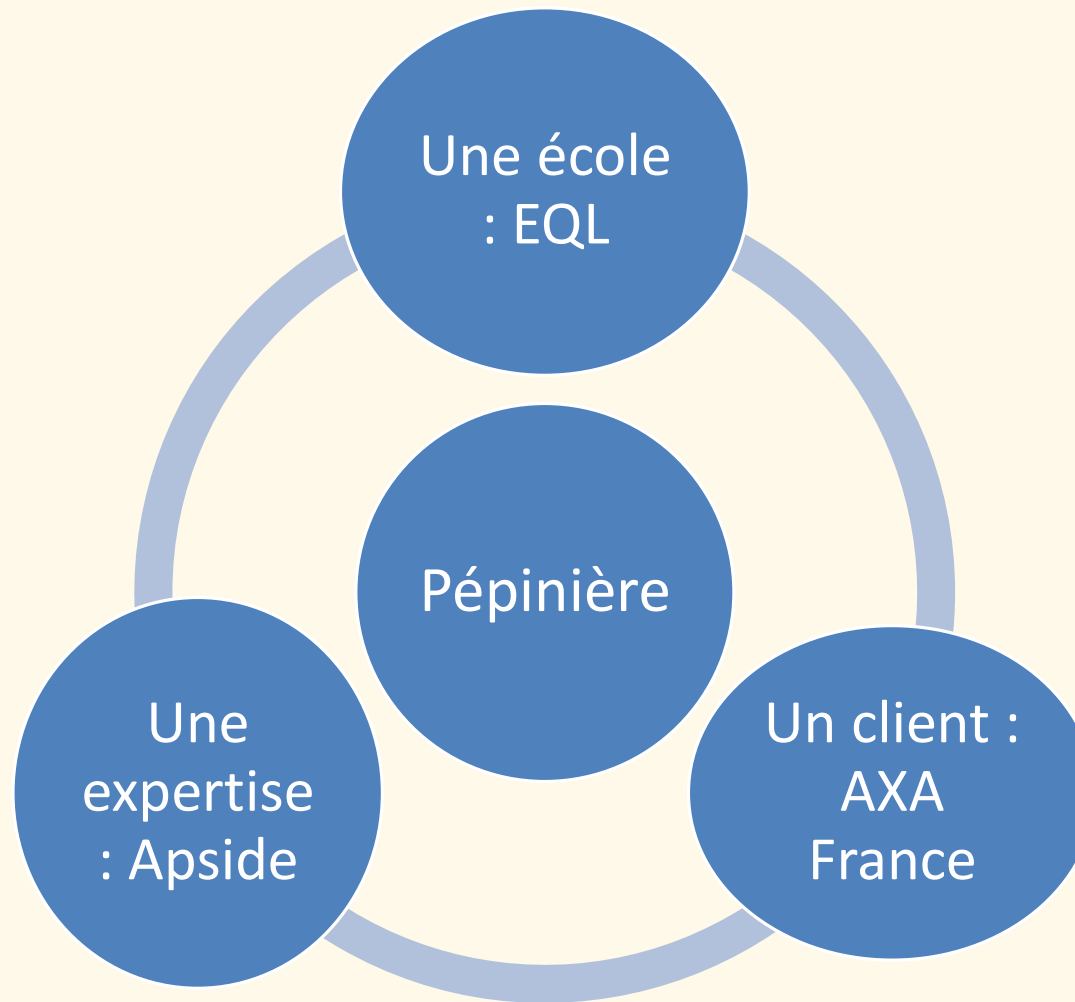 Une école
: EQL
Pépinière
Une
expertise
: Apside
Un client :
AXA
France